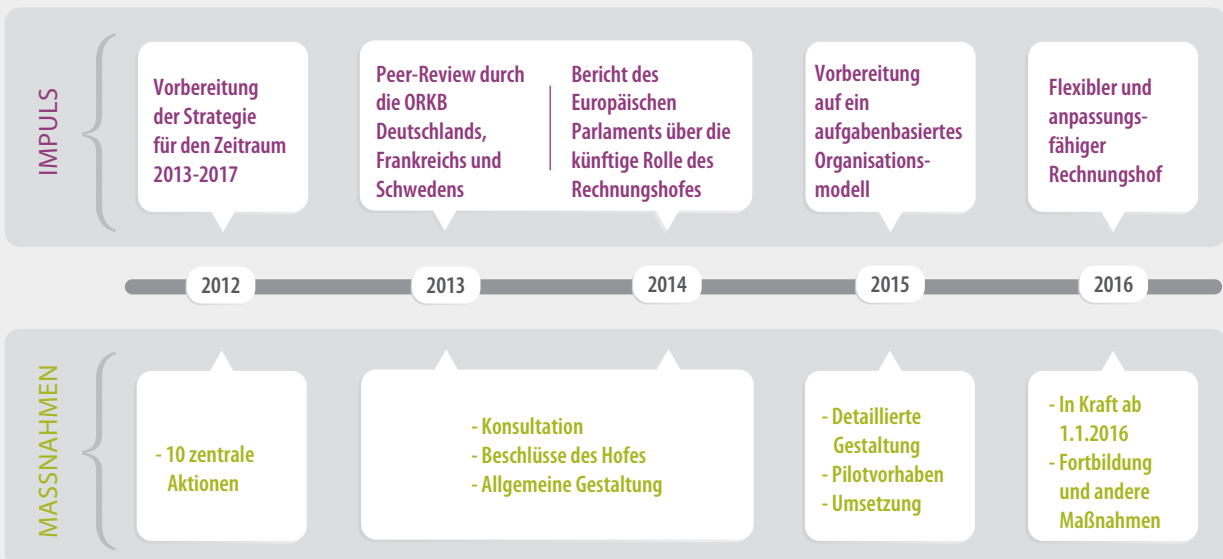 IMPULS
Vorbereitung
der Strategie
für den Zeitraum
2013-2017
Peer-Review durch
die ORKB
Deutschlands,
Frankreichs und
Schwedens
Bericht des
Europäischen
Parlaments über die
künftige Rolle des
Rechnungshofes
Vorbereitung
auf ein
aufgabenbasiertes
Organisations-
modell
Flexibler und
anpassungs-
fähiger
Rechnungshof
2012
2013
2014
2015
2016
MASSNAHMEN
- 10 zentrale
Aktionen
- Konsultation
- Beschlüsse des Hofes
- Allgemeine Gestaltung
- Detaillierte
Gestaltung
- Pilotvorhaben
- Umsetzung
- In Kraft ab
1.1.2016
- Fortbildung
und andere
Maßnahmen